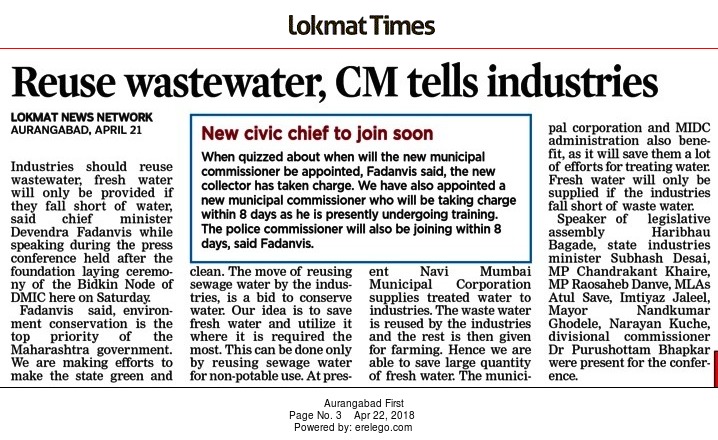 Lokmat Times
Reuse wastewater, CM tells industries
LOKMAT NEWS NETWORK
AURANGABAD, APRIL 21
Industries should reuse
wastewater, fresh water
will only be provided if
they fall short of water,
said chief minister
Devendra Fadanvis while
speaking during the press
conference held after the
foundation laying ceremo-
ny of the Bidkin Node of
DMIC here on Saturday.
Fadanvis said, environ-
ment conservation is the
top priority of the
Maharashtra government.
We are making efforts to
make the state green and
New civic chief to join soon
When quizzed about when will the new municipal
commissioner be appointed, Fadanvis said, the new
collector has taken charge. We have also appointed a
new municipal commissioner who will be taking charge
within 8 days as he is presently undergoing training.
The police commissioner will also be joining within 8
days, said Fadanvis.
clean. The move of reusing
sewage water by the indus-
tries, is a bid to conserve
water. Our idea is to save
fresh water and utilize it
where it is required the
most. This can be done only
by reusing sewage water
for non-potable use. At pres-
ent Navi Mumbai
Municipal Corporation
supplies treated water to
industries. The waste water
is reused by the industries
and the rest is then given
for farming. Hence we are
able to save large quantity
of fresh water. The munici-
pal corporation and MIDC
administration also bene-
fit, as it will save them a lot
of efforts for treating water.
Fresh water will only be
supplied if the industries
fall short of waste water.
Speaker of legislative
assembly Haribhau
Bagade, state industries
minister Subhash Desai,
MP Chandrakant Khaire,
MP Raosaheb Danve, MLAs
Atul Save, Imtiyaz Jaleel,
Mayor Nandkumar
Ghodele, Narayan Kuche,
divisional commissioner
Dr Purushottam Bhapkar
were present for the confer-
ence.
Aurangabad First
Page No. 3 Apr 22, 2018
Powered by: erelego.com